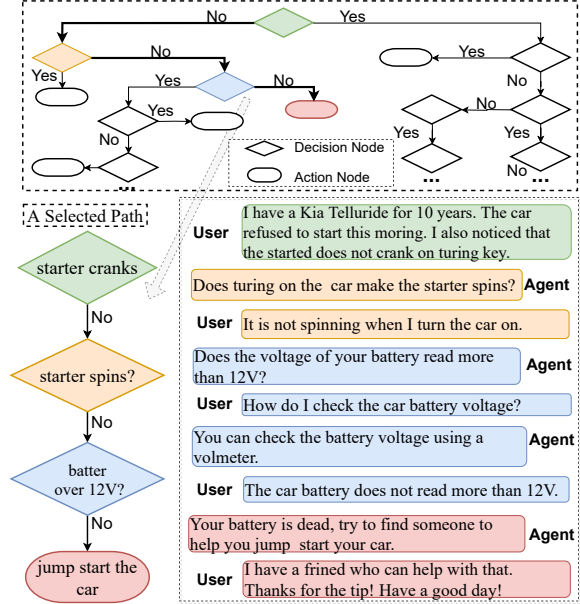 No
Yes
Yes
No
Yes
No
No
Yes
No
Yes
No
Yes
Yes
No
No
...
...
...
Decision Node
Action Node
A Selected Path
starter cranks
No
starter spins?
No
batter
over 12V?
No
jump start the
car
User
I have a Kia Telluride for 10 years. The car
refused to start this moring. I also noticed that
the started does not crank on turing key.
Does turing on the car make the starter spins?
Agent
User
It is not spinning when I turn the car on.
Does the voltage of your battery read more
than 12V?
Agent
User
How do I check the car battery voltage?
You can check the battery voltage using a
volmeter.
Agent
User
The car battery does not read more than 12V.
Your battery is dead, try to find someone to
help you jump start your car.
Agent
User
I have a frined who can help with that.
Thanks for the tip! Have a good day!